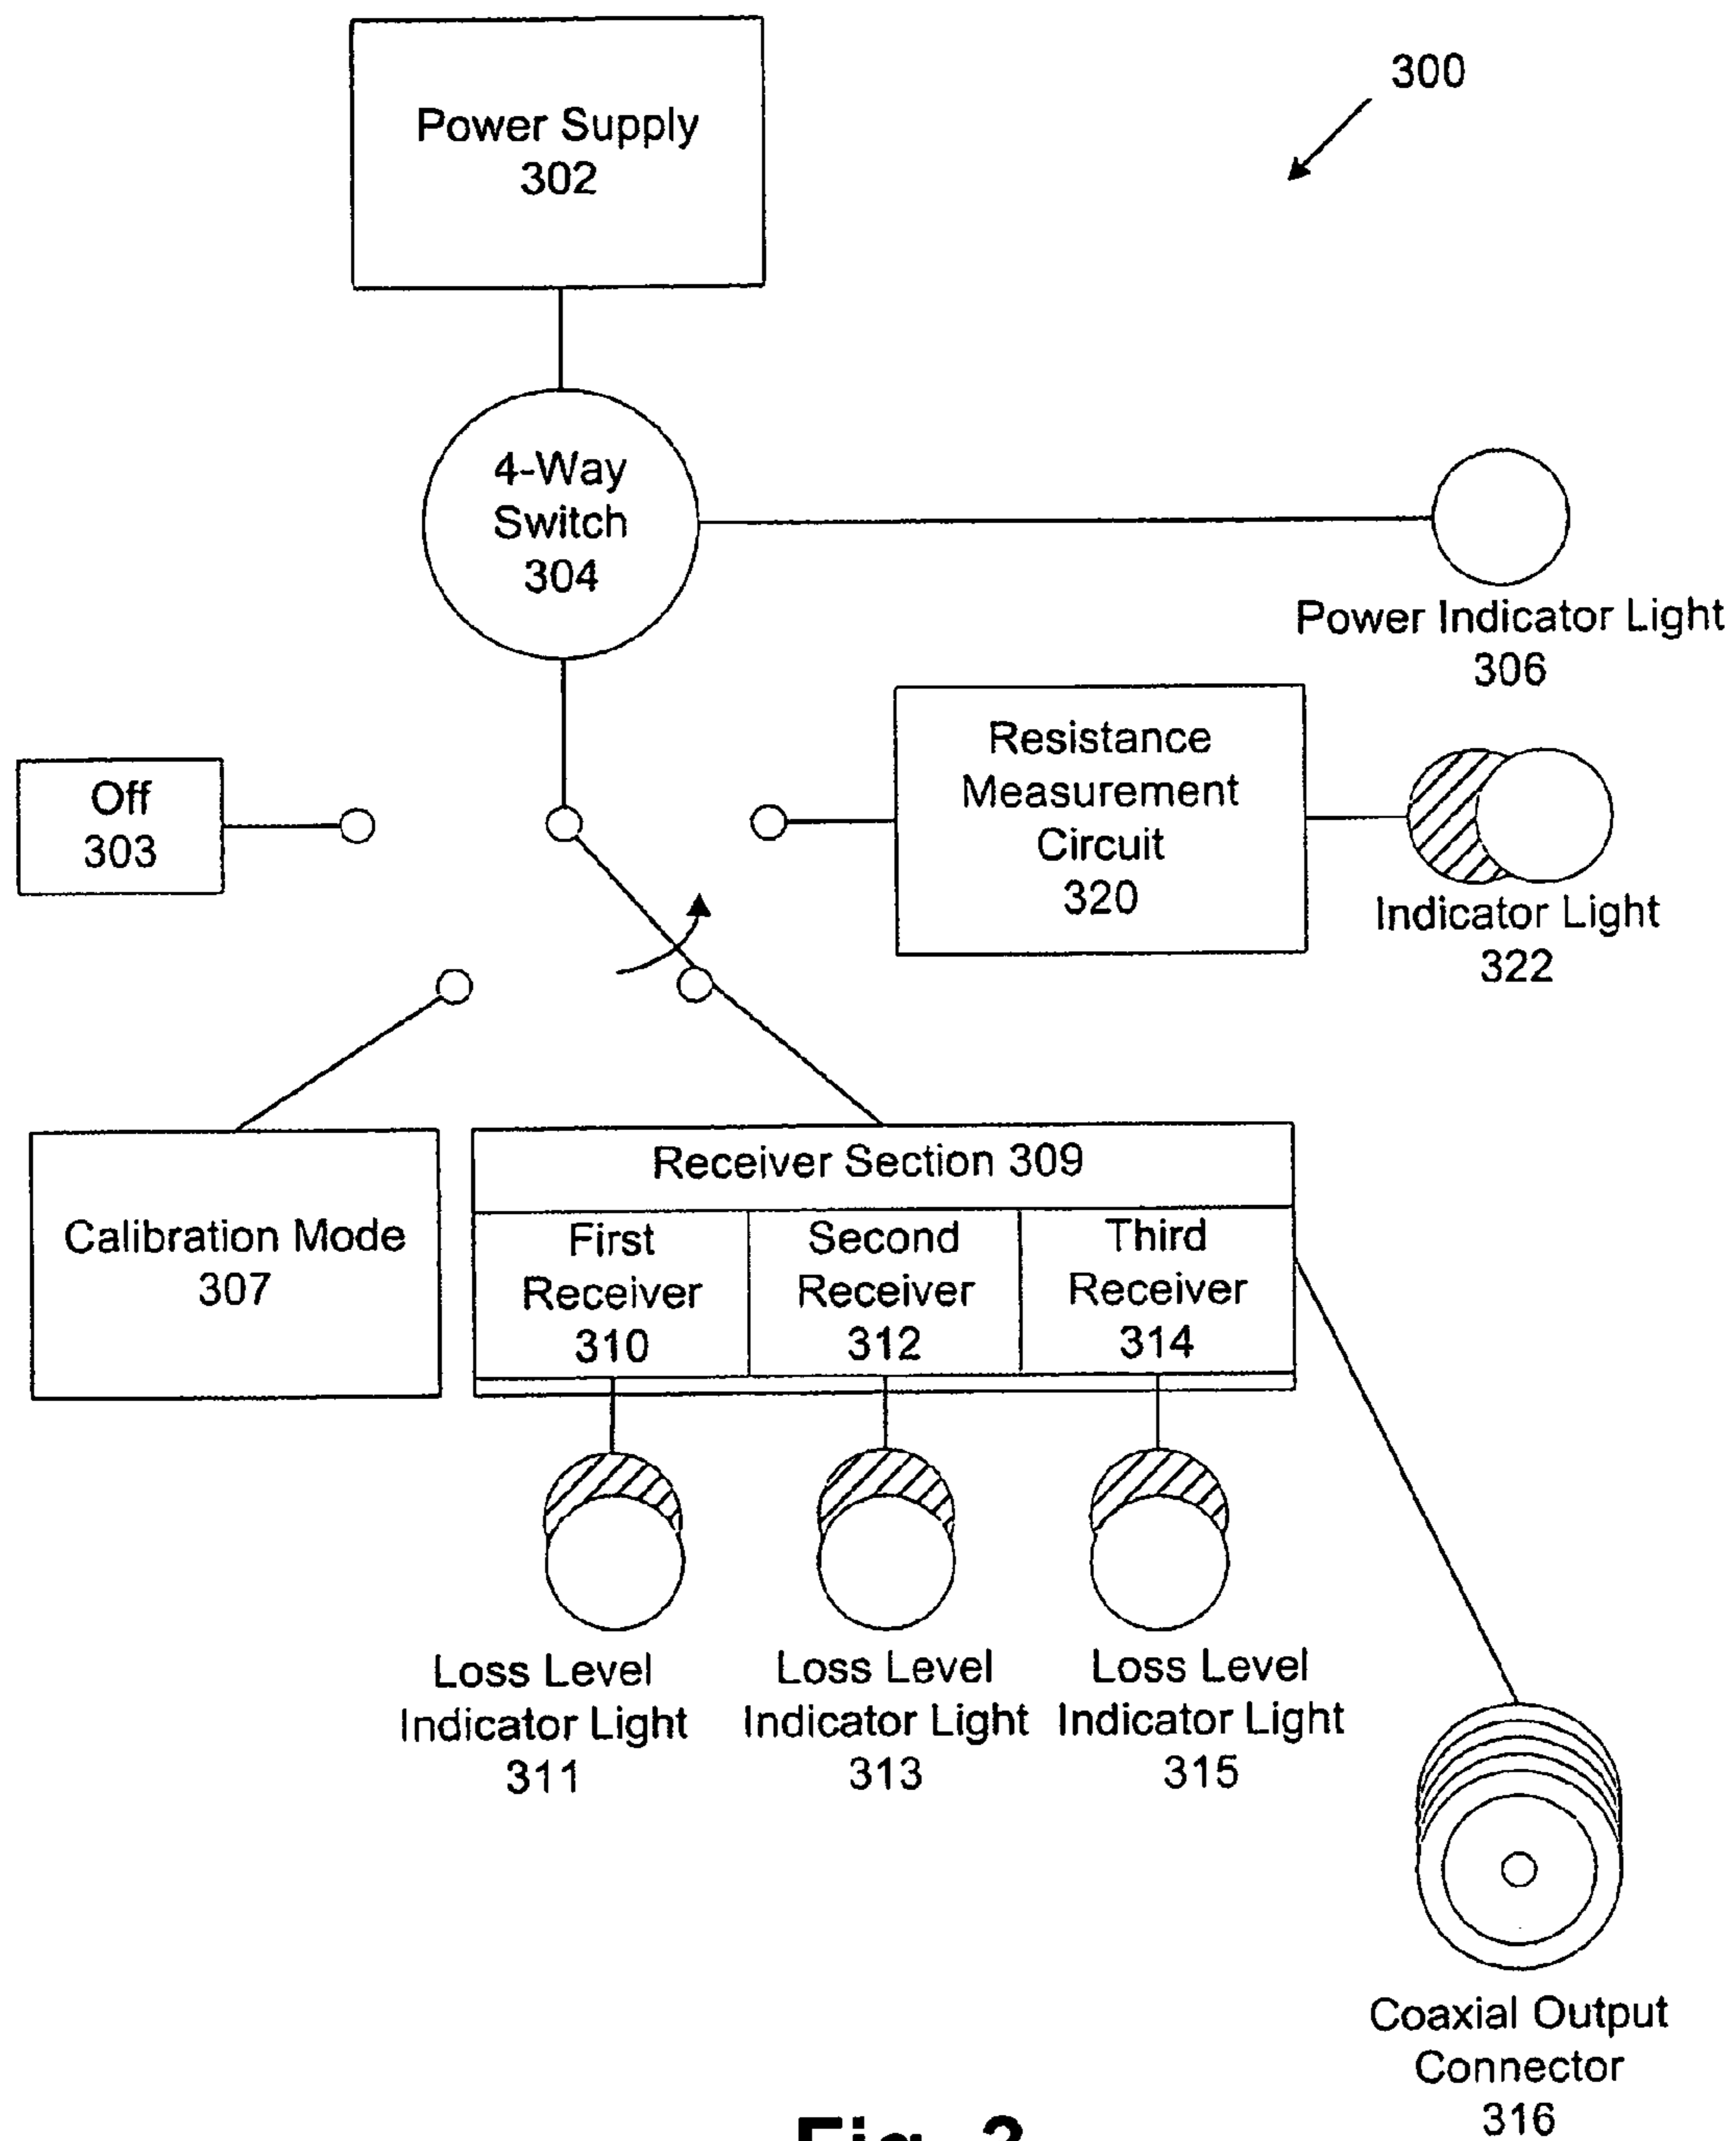 300
Power Supply
302
4-Way
Switch
304
Power Indicator Light
306
Off
303
Resistance
Measurement
Circuit
320
Indicator Light
322
Calibration Mode
307
Receiver Section 309
First
Receiver
310
Second
Receiver
312
Third
Receiver
314
Loss Level
Indicator Light
311
Loss Level
Indicator Light
313
Loss Level
Indicator Light
315
Coaxial Output
Connector
316
Fig.